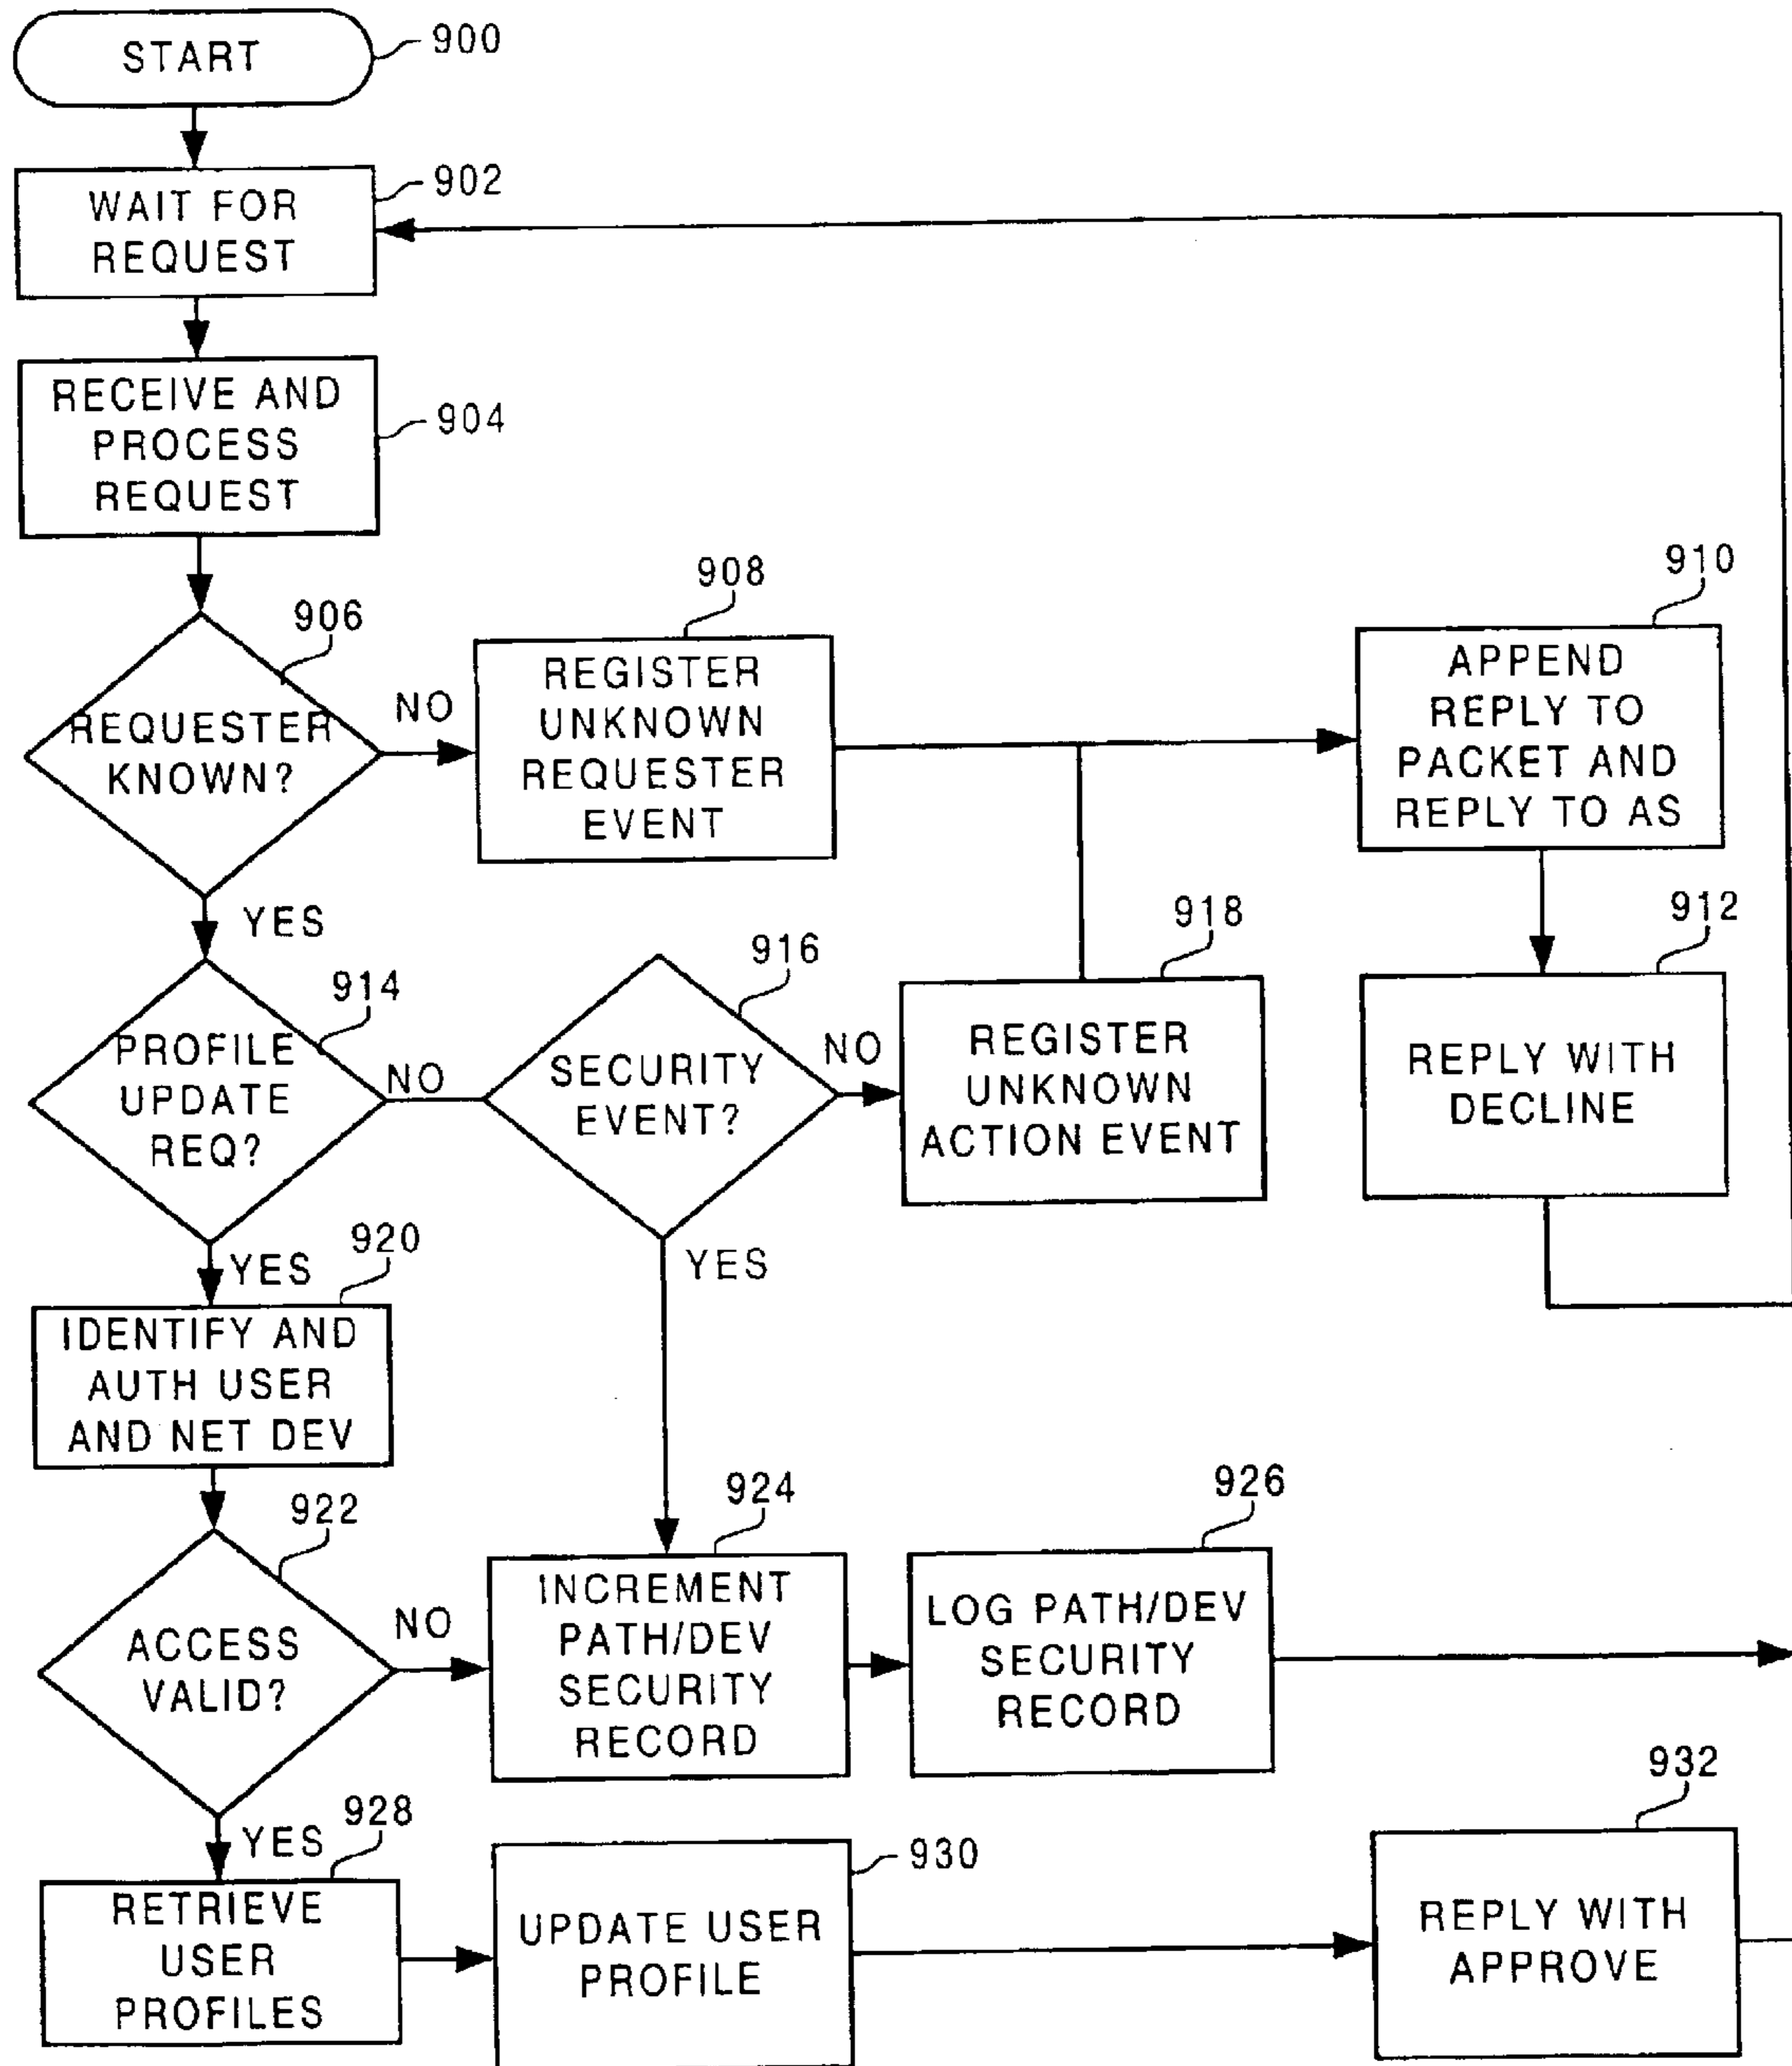 START
900
WAIT FOR
REQUEST
902
RECEIVE AND
PROCESS
REQUEST
904
906
REQUESTER
KNOWN?
NO
YES
908
REGISTER
UNKNOWN
REQUESTER
EVENT
910
APPEND
REPLY TO
PACKET AND
REPLY TO AS
912
REPLY WITH
DECLINE
914
PROFILE
UPDATE
REQ?
NO
YES
916
SECURITY
EVENT?
NO
YES
918
REGISTER
UNKNOWN
ACTION EVENT
920
IDENTIFY AND
AUTH USER
AND NET DEV
922
ACCESS
VALID?
NO
YES
924
INCREMENT
PATH/DEV
SECURITY
RECORD
926
LOG PATH/DEV
SECURITY
RECORD
928
RETRIEVE
USER
PROFILES
930
UPDATE USER
PROFILE
932
REPLY WITH
APPROVE